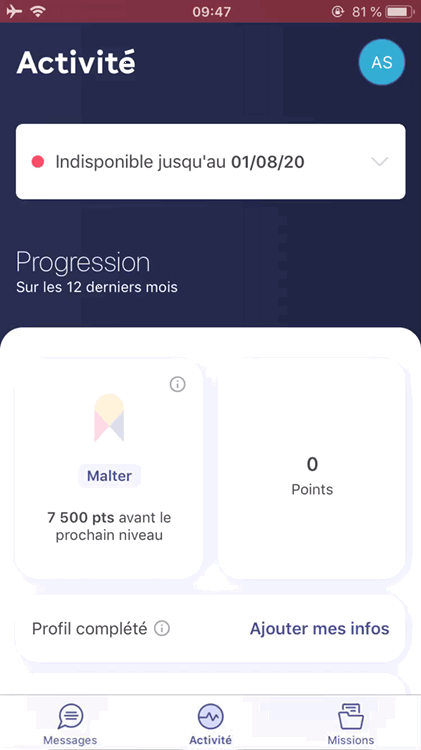 09:47
81 %
Activité
AS
Indisponible jusqu'au 01/08/20
Progression
Sur les 12 derniers mois
Malter
7 500 pts avant le
prochain niveau
0
Points
Profil complété
Ajouter mes infos
Messages
Activité
Missions